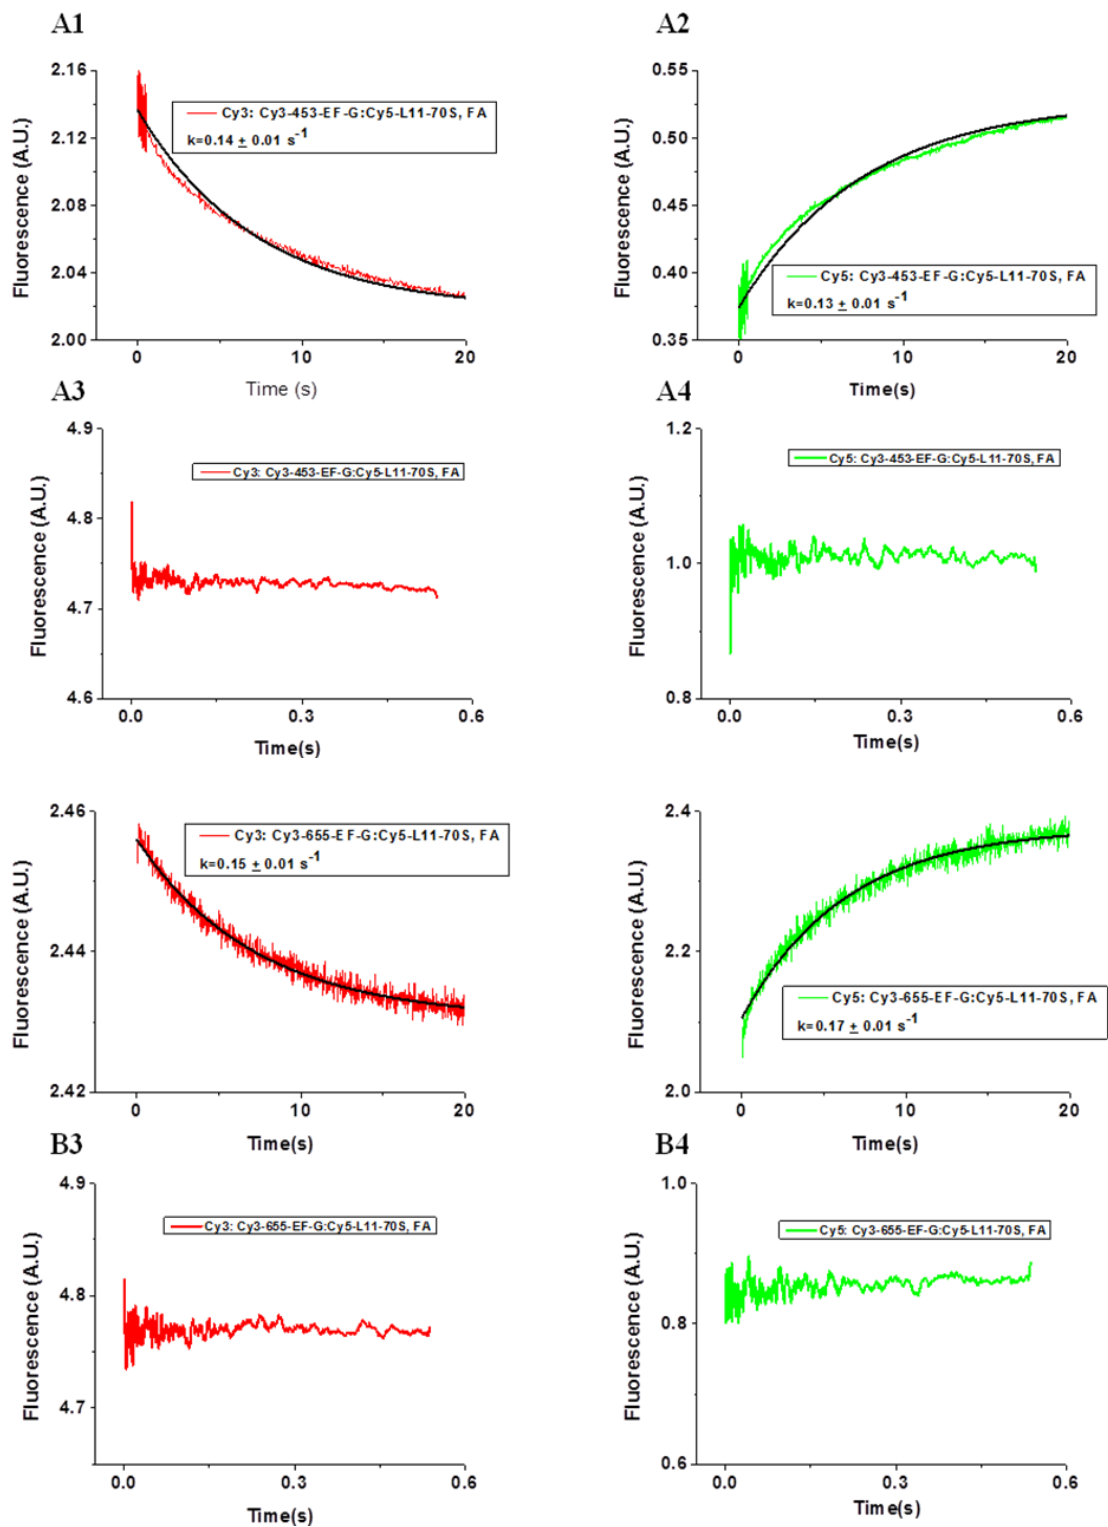 A1
2.16
2.12
2.08
2.04
2.00
Fluorescence (A.U.)
Cy3: Cy3-453-EF-G:Cy5-L11-70S, FA
k=0.14 ± 0.01 s⁻¹
0 10 20
Time (s)
A2
0.55
0.50
0.45
0.40
0.35
Fluorescence (A.U.)
Cy5: Cy3-453-EF-G:Cy5-L11-70S, FA
k=0.13 ± 0.01 s⁻¹
0 10 20
Time(s)
A3
4.9
4.8
4.7
4.6
Fluorescence (A.U.)
Cy3: Cy3-453-EF-G:Cy5-L11-70S, FA
0.0 0.3 0.6
Time(s)
A4
1.2
1.0
0.8
Fluorescence (A.U.)
Cy5: Cy3-453-EF-G:Cy5-L11-70S, FA
0.0 0.3 0.6
Time(s)
2.46
2.44
2.42
Fluorescence (A.U.)
Cy3: Cy3-655-EF-G:Cy5-L11-70S, FA
k=0.15 ± 0.01 s⁻¹
0 10 20
Time(s)
2.4
2.2
2.0
Fluorescence (A.U.)
Cy5: Cy3-655-EF-G:Cy5-L11-70S, FA
k=0.17 ± 0.01 s⁻¹
0 10 20
Time(s)
B3
4.9
4.8
4.7
Fluorescence (A.U.)
Cy3: Cy3-655-EF-G:Cy5-L11-70S, FA
0.0 0.3 0.6
Time(s)
B4
1.0
0.8
0.6
Fluorescence (A.U.)
Cy5: Cy3-655-EF-G:Cy5-L11-70S, FA
0.0 0.3 0.6
Time(s)